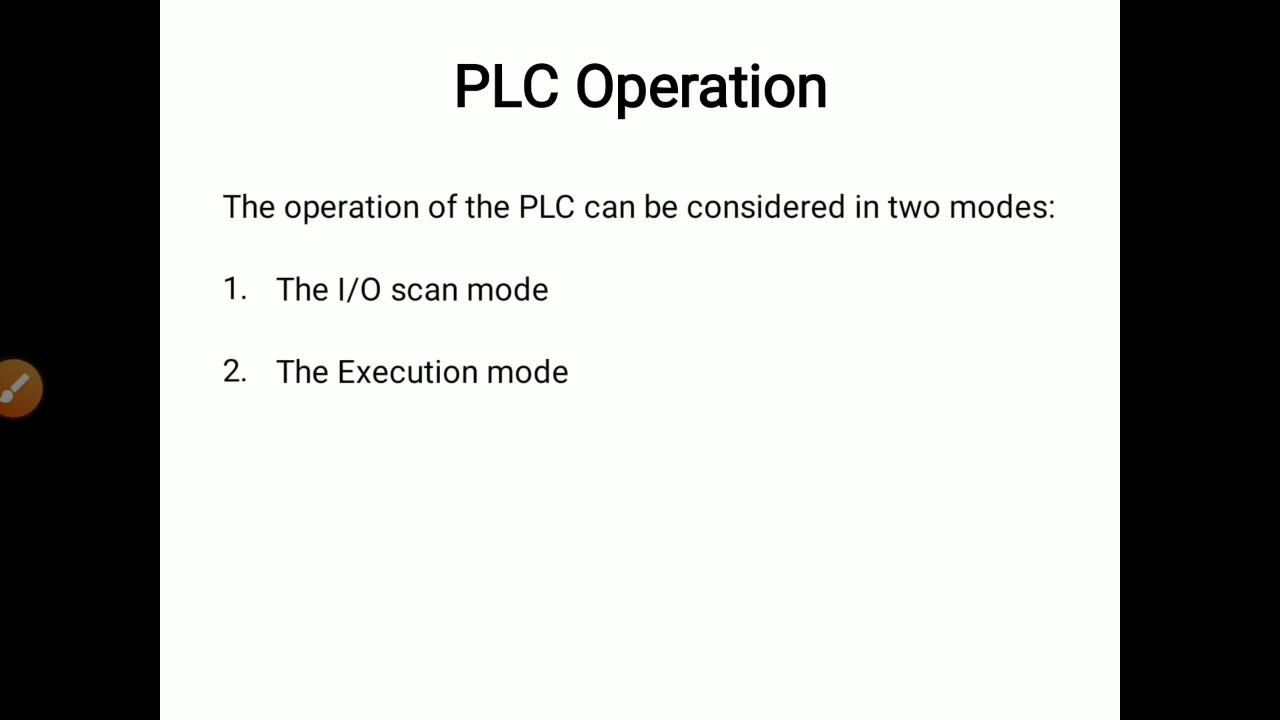 PLC Operation
The operation of the PLC can be considered in two modes:
1. The I/O scan mode
2. The Execution mode